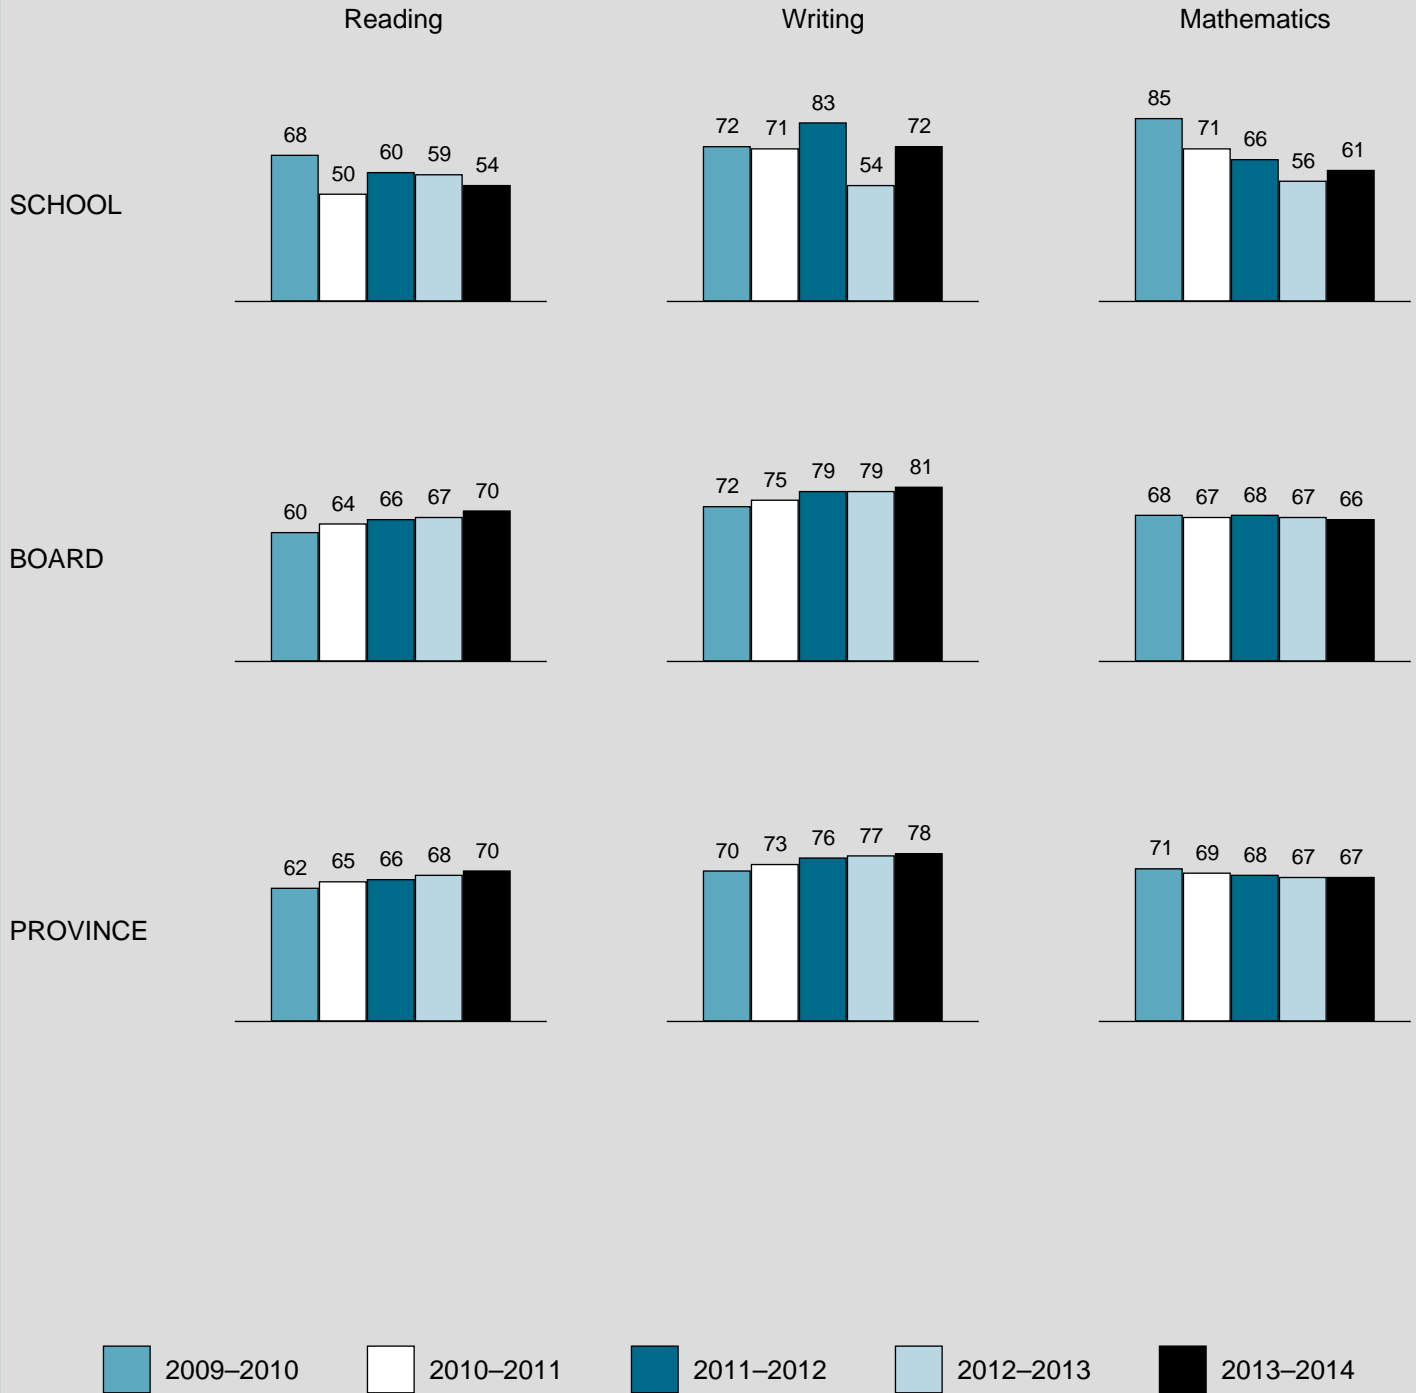 Reading Writing Mathematics
SCHOOL
68 50 60 59 54
72 71 83 54 72
85 71 66 56 61
BOARD
60 64 66 67 70
72 75 79 79 81
68 67 68 67 66
PROVINCE
62 65 66 68 70
70 73 76 77 78
71 69 68 67 67
2009–2010 2010–2011 2011–2012 2012–2013 2013–2014